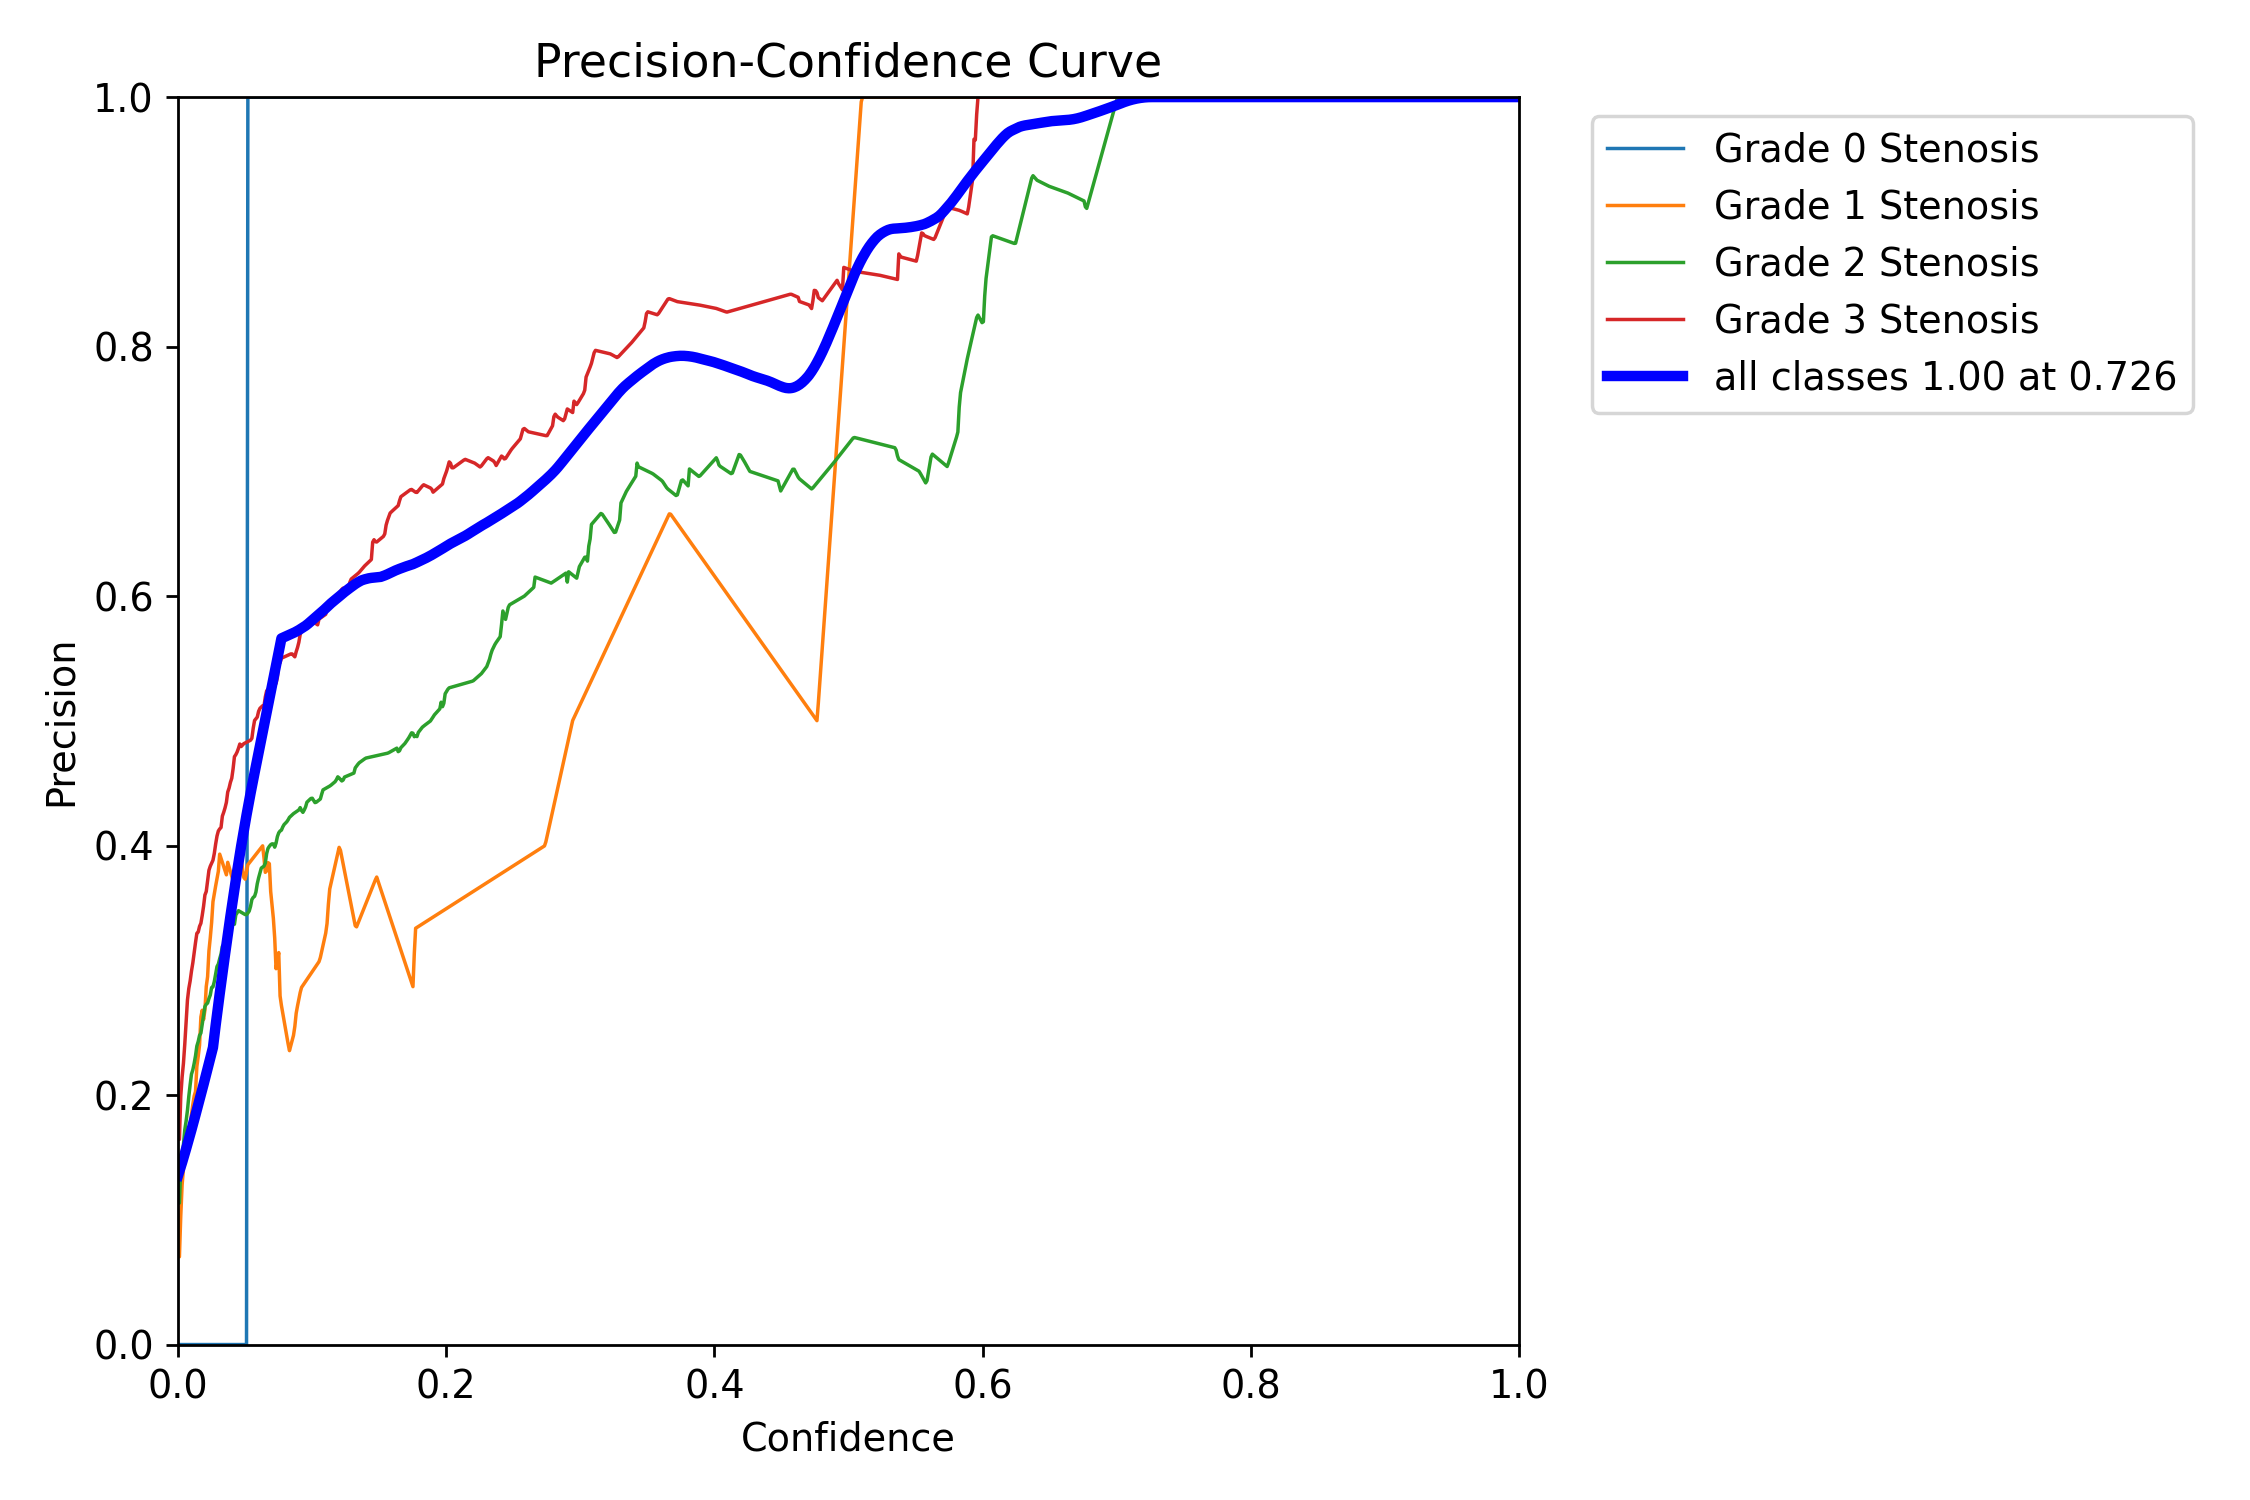 Precision-Confidence Curve
1.0
0.8
0.6
0.4
0.2
0.0
Precision
0.0 0.2 0.4 0.6 0.8 1.0
Confidence
Grade 0 Stenosis
Grade 1 Stenosis
Grade 2 Stenosis
Grade 3 Stenosis
all classes 1.00 at 0.726